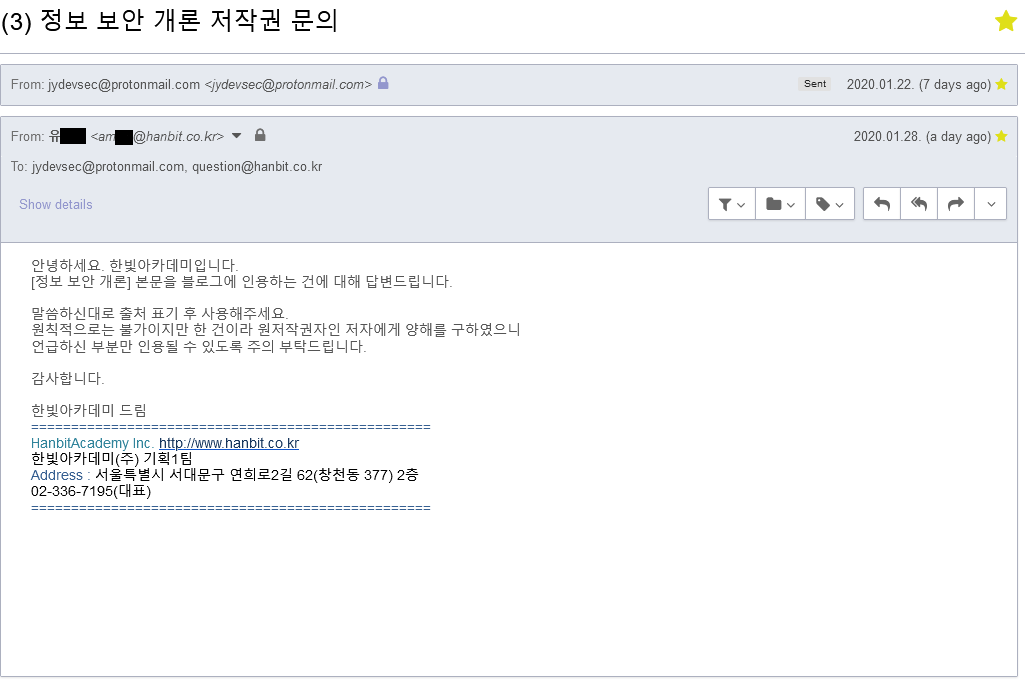 (3) 정보 보안 개론 저작권 문의
From: jydevsec@protonmail.com <jydevsec@protonmail.com>
Sent 2020.01.22. (7 days ago)
From: 유 <am @hanbit.co.kr>
2020.01.28. (a day ago)
To: jydevsec@protonmail.com, question@hanbit.co.kr
Show details
안녕하세요. 한빛아카데미입니다.
[정보 보안 개론] 본문을 블로그에 인용하는 건에 대해 답변드립니다.
말씀하신대로 출처 표기 후 사용해주세요.
원칙적으로는 불가이지만 한 건이라 원저작권자인 저자에게 양해를 구하였으니
언급하신 부분만 인용될 수 있도록 주의 부탁드립니다.
감사합니다.
한빛아카데미 드림
==================================================
HanbitAcademy Inc. http://www.hanbit.co.kr
한빛아카데미(주) 기획1팀
Address : 서울특별시 서대문구 연희로2길 62(창천동 377) 2층
02-336-7195(대표)
==================================================